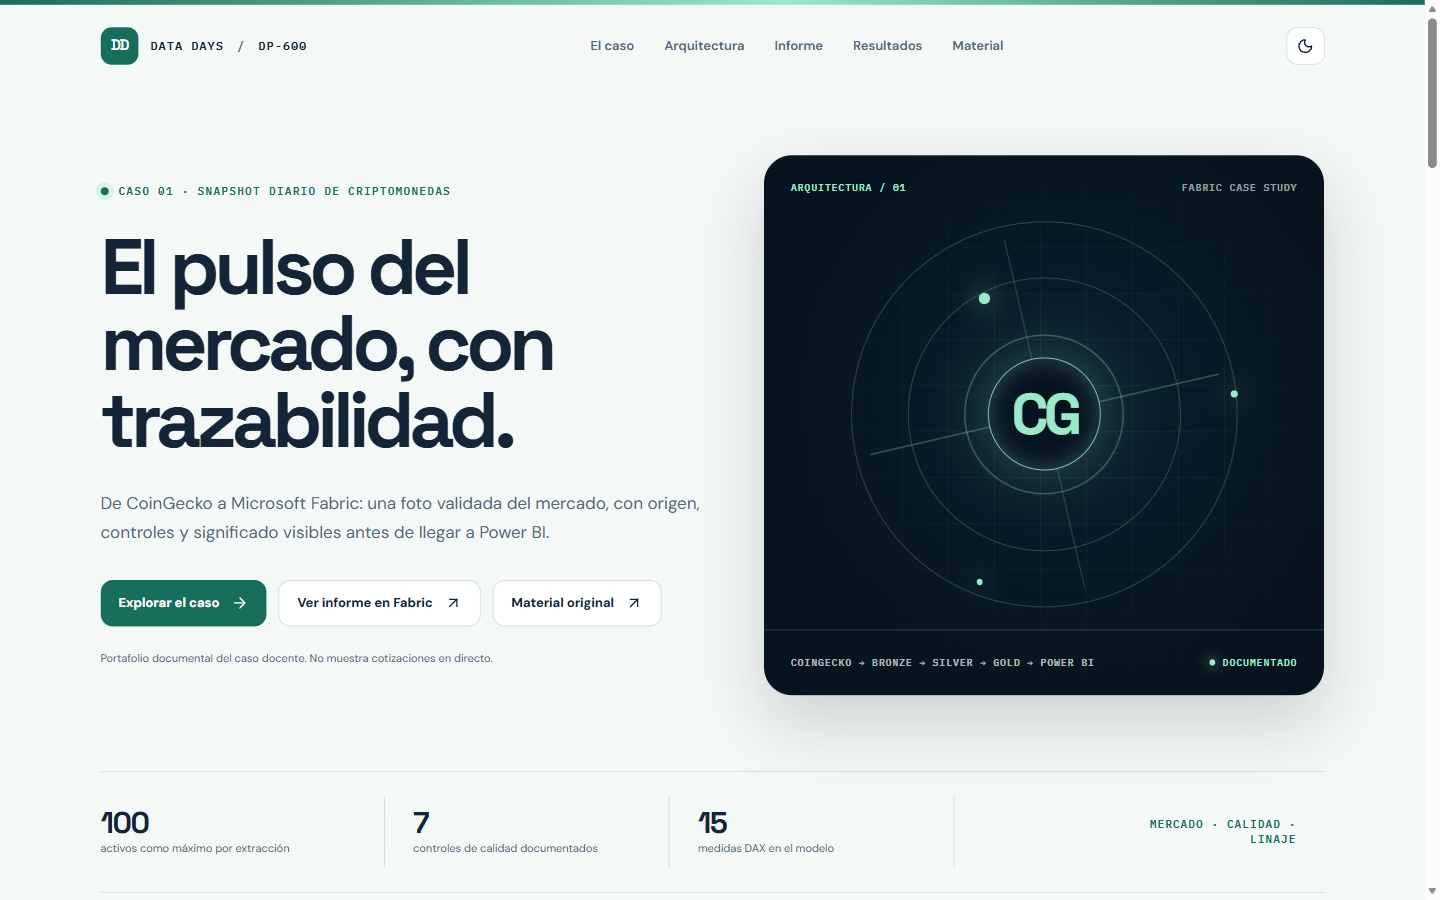 DD DATA DAYS / DP-600
El caso Arquitectura Informe Resultados Material
CASO 01 · SNAPSHOT DIARIO DE CRIPTOMONEDAS
El pulso del
mercado, con
trazabilidad.
De CoinGecko a Microsoft Fabric: una foto validada del mercado, con origen,
controles y significado visibles antes de llegar a Power BI.
Explorar el caso → Ver informe en Fabric ↗ Material original ↗
Portafolio documental del caso docente. No muestra cotizaciones en directo.
ARQUITECTURA / 01 FABRIC CASE STUDY
CG
COINGECKO → BRONZE → SILVER → GOLD → POWER BI DOCUMENTADO
100
activos como máximo por extracción
7
controles de calidad documentados
15
medidas DAX en el modelo
MERCADO · CALIDAD ·
LINAJE